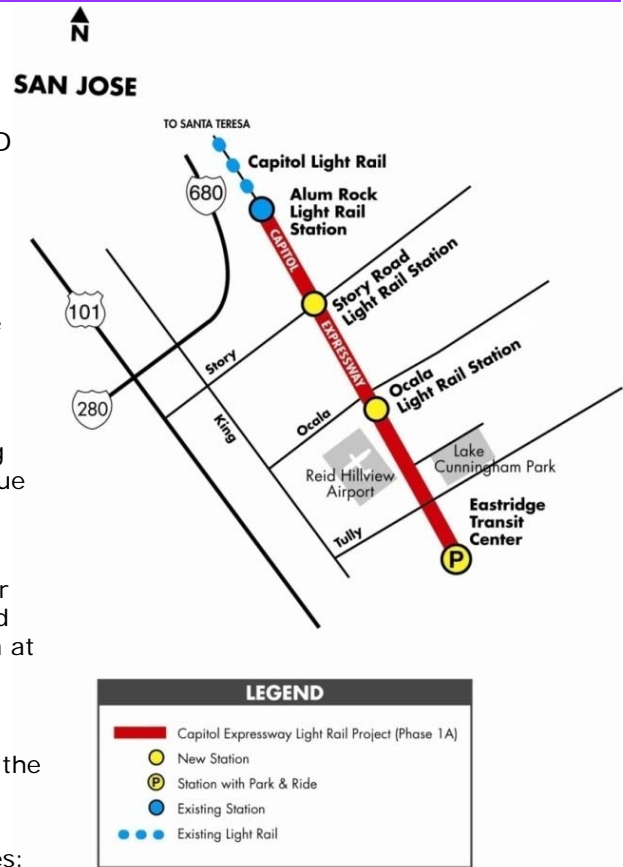 N
SAN JOSE
TO SANTA TERESA
Capitol Light Rail
680
Alum Rock
Light Rail
Station
CAPITOL
101
Story Road
Light Rail Station
EXPRESSWAY
Story
280
King
Ocala
Light Rail Station
Ocala
Reid Hillview
Airport
Lake
Cunningham Park
Tully
Eastridge
Transit
Center
P
LEGEND
Capitol Expressway Light Rail Project (Phase 1A)
New Station
P Station with Park & Ride
Existing Station
Existing Light Rail
at
the